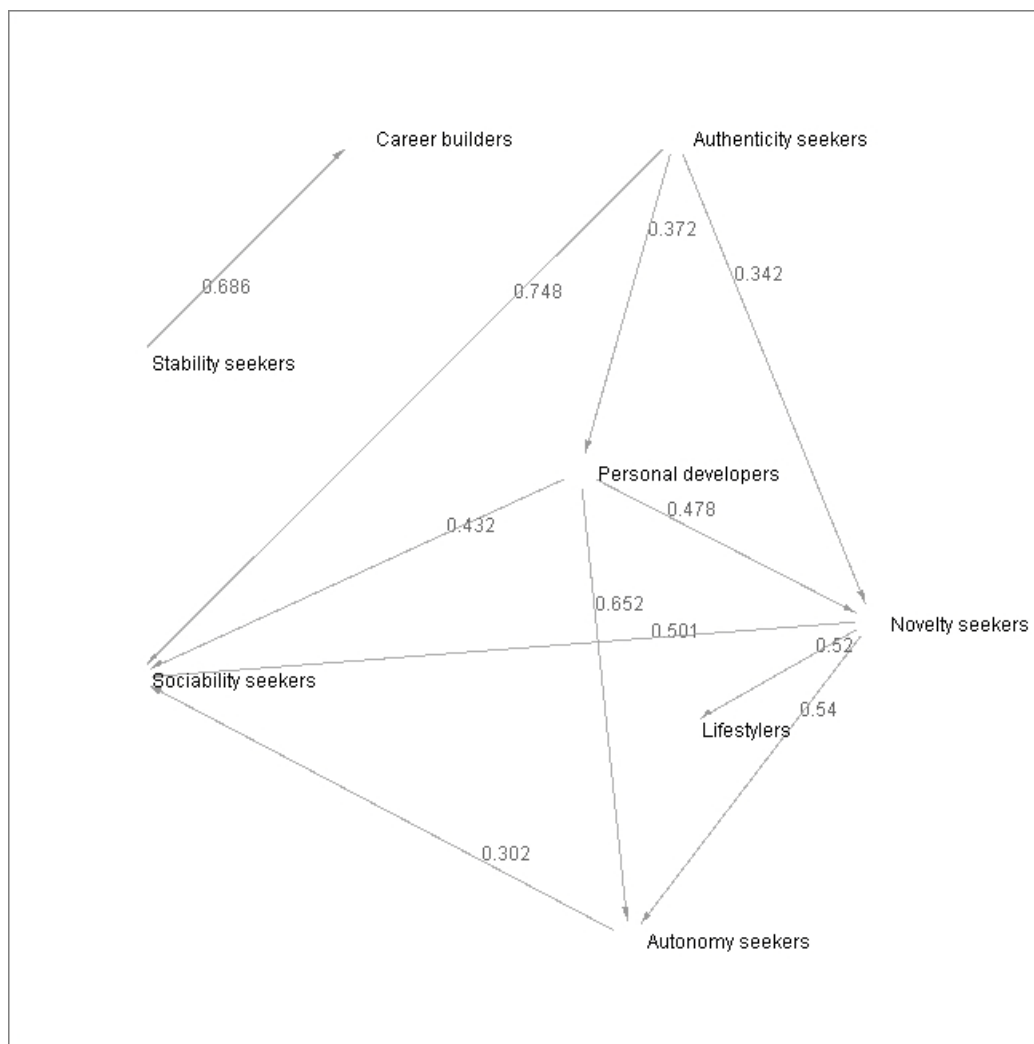 Career builders
Authenticity seekers
0.372
0.342
0.686
0.748
Stability seekers
Personal developers
0.478
0.432
0.652
0.501
Novelty seekers
0.52
Sociability seekers
0.54
Lifestylers
0.302
Autonomy seekers